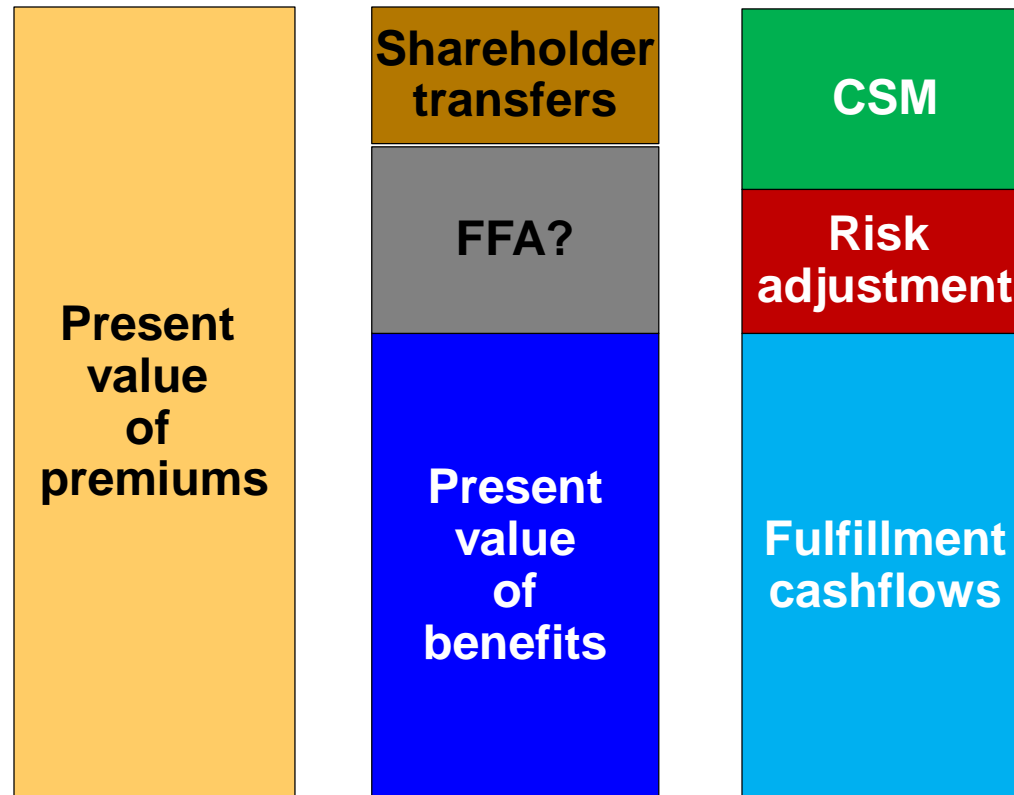 Present
value
of
premiums
Shareholder
transfers
FFA?
Present
value
of
benefits
CSM
Risk
adjustment
Fulfillment
cashflows